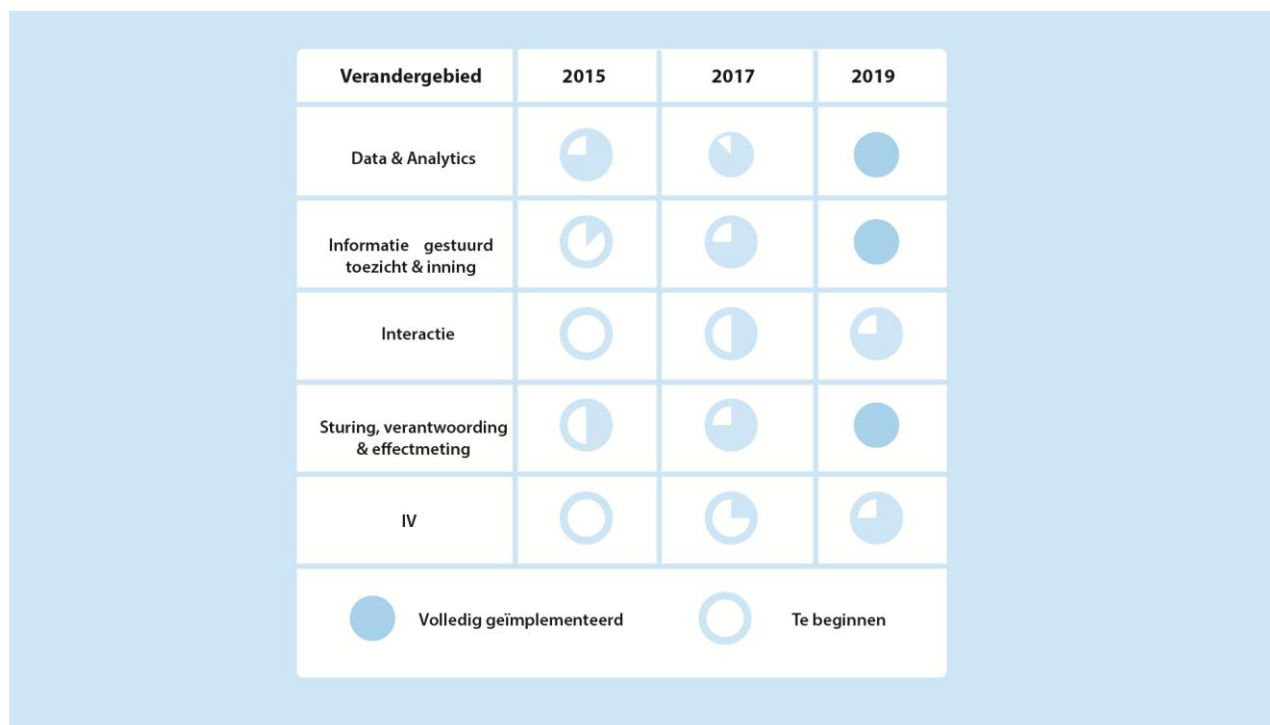 Verandergebied 2015 2017 2019
Data & Analytics
Informatie gestuurd
toezicht & inning
Interactie
Sturing, verantwoording
& effectmeting
IV
Volledig geïmplementeerd Te beginnen